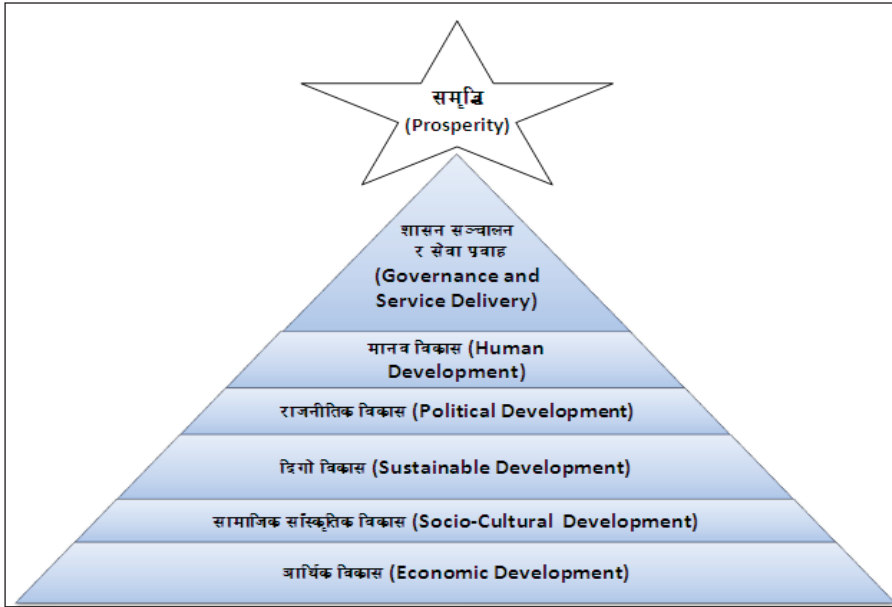 समृद्धि
(Prosperity)
शासन सञ्चालन
र सेवा प्रवाह
(Governance and
Service Delivery)
मानव विकास (Human
Development)
राजनीतिक विकास (Political Development)
दिगो विकास (Sustainable Development)
सामाजिक साँस्कृतिक विकास (Socio-Cultural Development)
आर्थिक विकास (Economic Development)